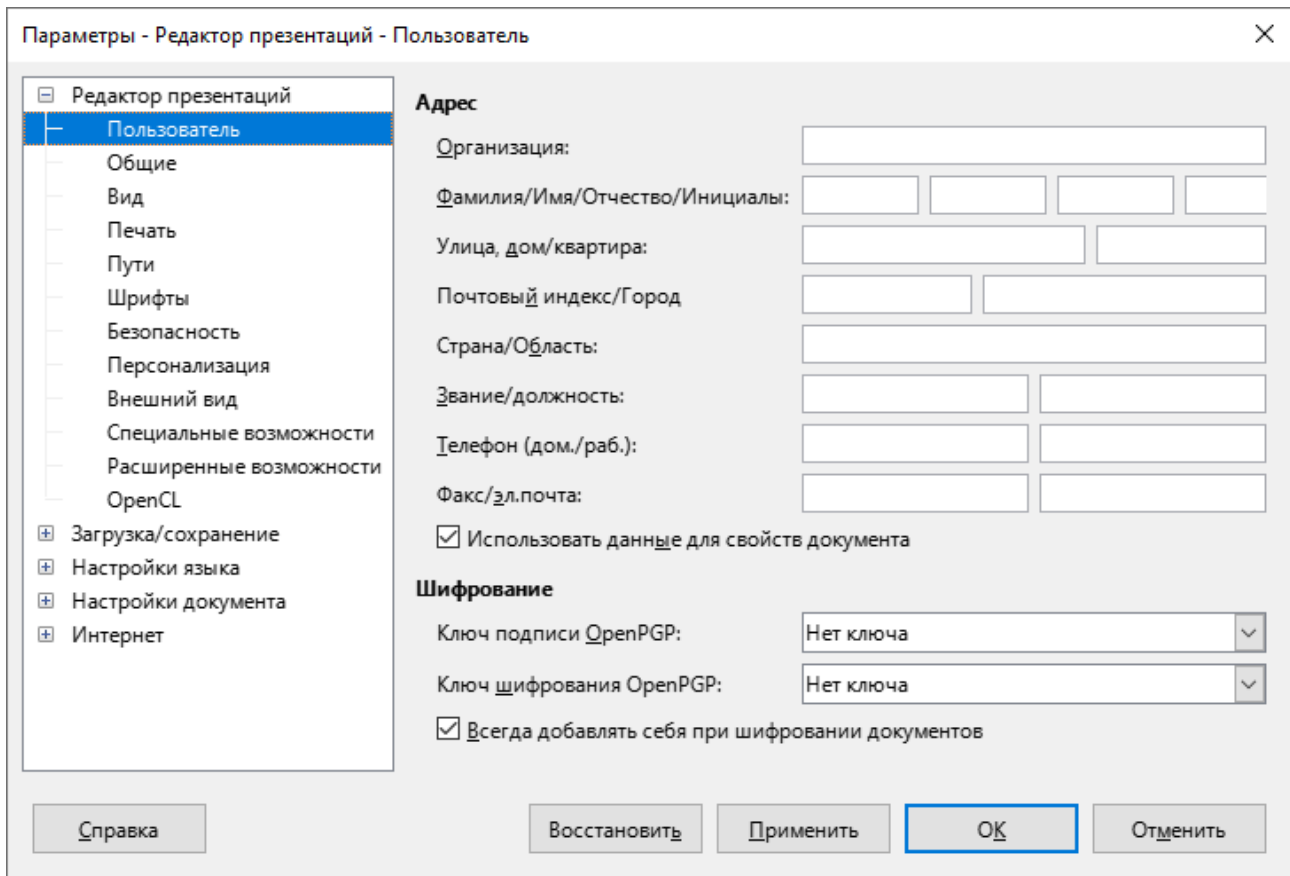 Параметры - Редактор презентаций - Пользователь
Редактор презентаций
Пользователь
Общие
Вид
Печать
Пути
Шрифты
Безопасность
Персонализация
Внешний вид
Специальные возможности
Расширенные возможности
OpenCL
Загрузка/сохранение
Настройки языка
Настройки документа
Интернет
Адрес
Организация:
Фамилия/Имя/Отчество/Инициалы:
Улица, дом/квартира:
Почтовый индекс/Город
Страна/Область:
Звание/должность:
Телефон (дом./раб.):
Факс/эл.почта:
Использовать данные для свойств документа
Шифрование
Ключ подписи OpenPGP: Нет ключа
Ключ шифрования OpenPGP: Нет ключа
Всегда добавлять себя при шифровании документов
Справка Восстановить Применить OK Отменить